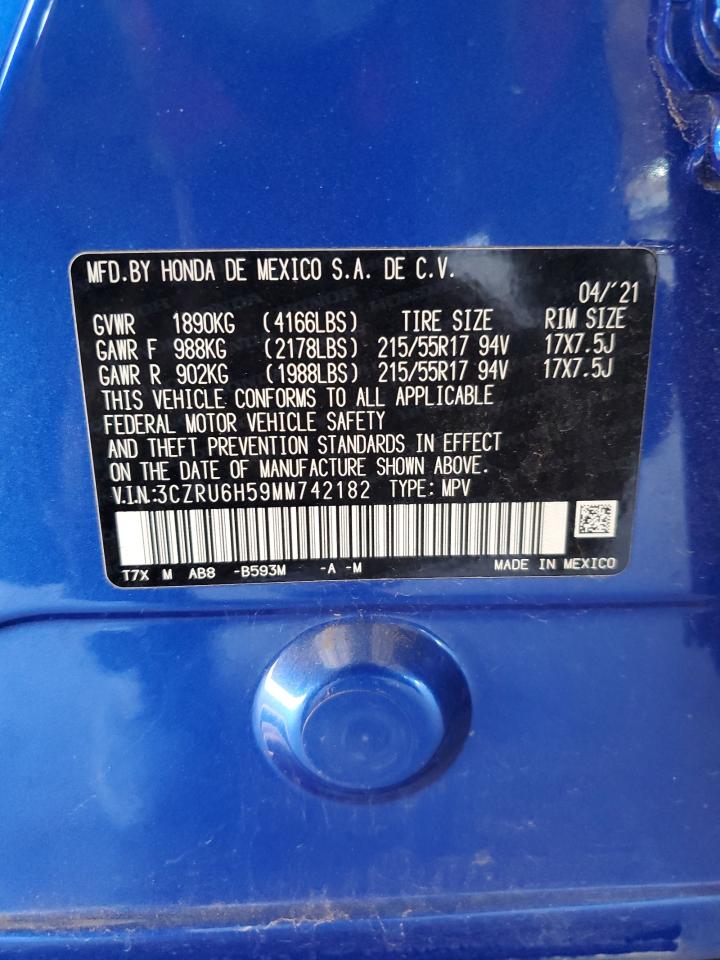 MFD.BY HONDA DE MEXICO S.A. DE C.V.
04/'21
GVWR 1890KG (4166LBS) TIRE SIZE RIM SIZE
GAWR F 988KG (2178LBS) 215/55R17 94V 17X7.5J
GAWR R 902KG (1988LBS) 215/55R17 94V 17X7.5J
THIS VEHICLE CONFORMS TO ALL APPLICABLE
FEDERAL MOTOR VEHICLE SAFETY
AND THEFT PREVENTION STANDARDS IN EFFECT
ON THE DATE OF MANUFACTURE SHOWN ABOVE.
V.I.N.:3CZRU6H59MM742182 TYPE: MPV
T7X M AB8 -B593M -A -M MADE IN MEXICO